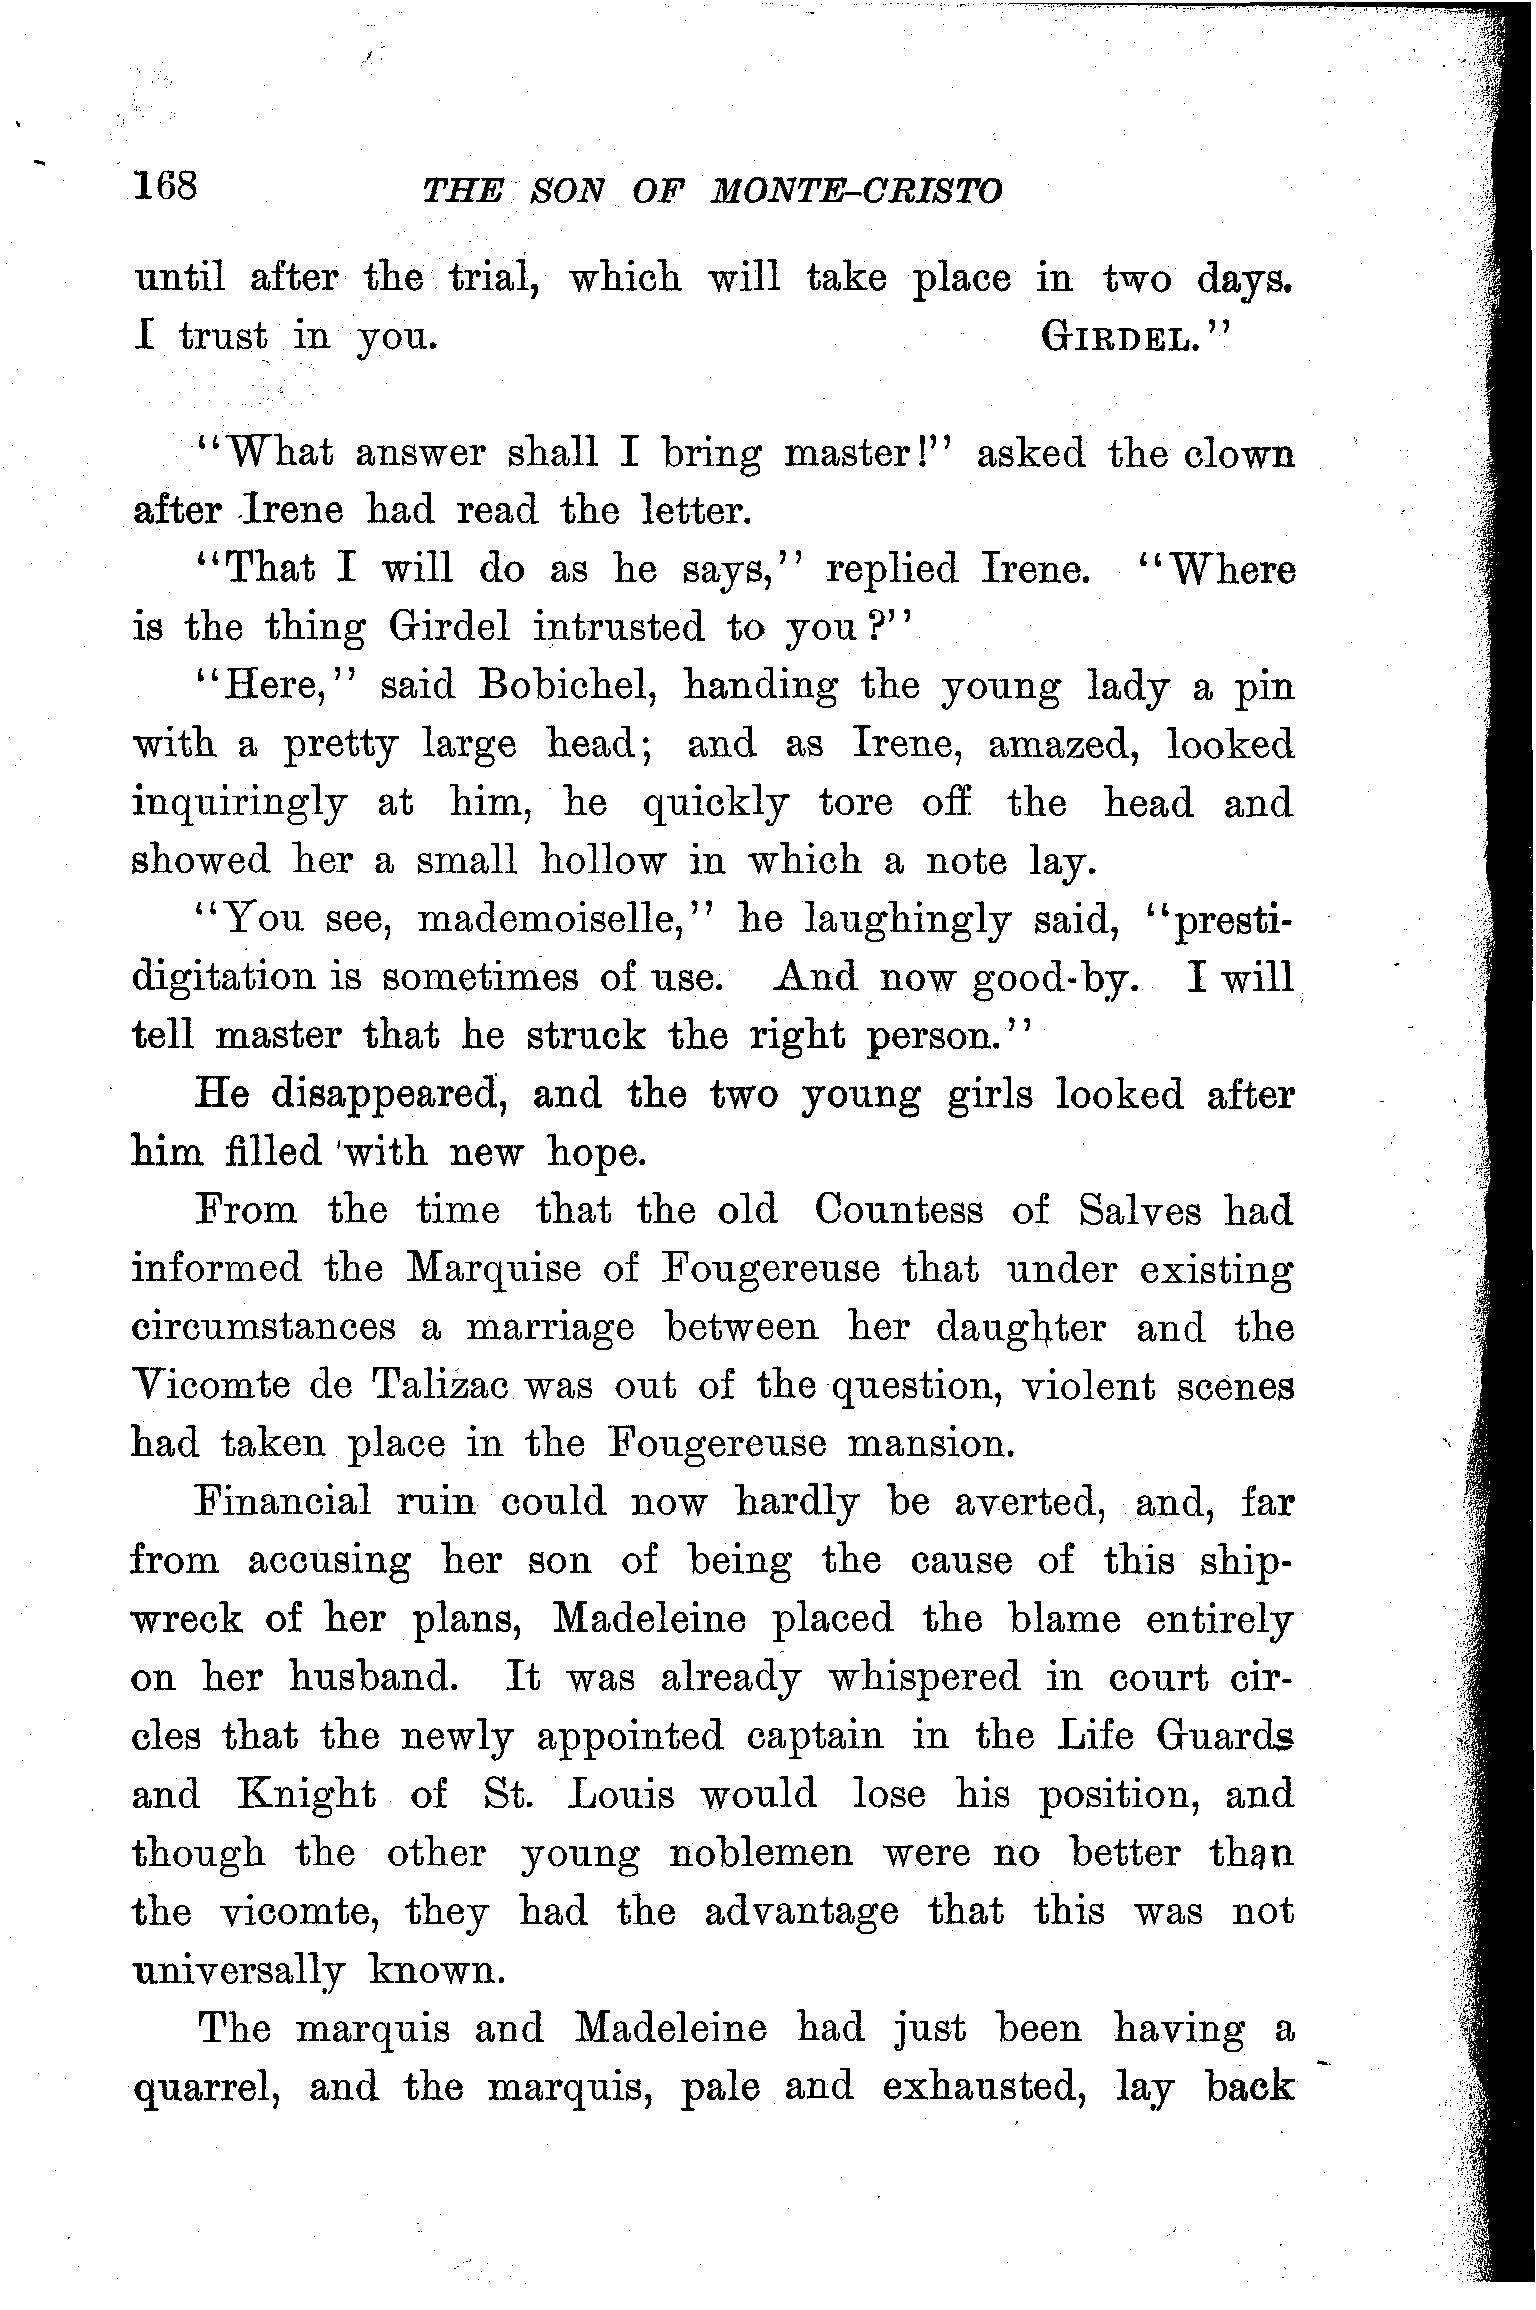 168 THE SON OF MONTE-CRISTO
until after the trial, which will take place in two days.
I trust in you. GIRDEL."
"What answer shall I bring master!" asked the clown
after Irene had read the letter.
"That I will do as he says," replied Irene. "Where
is the thing Girdel intrusted to you?"
"Here," said Bobichel, handing the young lady a pin
with a pretty large head; and as Irene, amazed, looked
inquiringly at him, he quickly tore off the head and
showed her a small hollow in which a note lay.
"You see, mademoiselle," he laughingly said, "presti-
digitation is sometimes of use. And now good-by. I will
tell master that he struck the right person."
He disappeared, and the two young girls looked after
him filled with new hope.
From the time that the old Countess of Salves had
informed the Marquise of Fougereuse that under existing
circumstances a marriage between her daughter and the
Vicomte de Talizac was out of the question, violent scenes
had taken place in the Fougereuse mansion.
Financial ruin could now hardly be averted, and, far
from accusing her son of being the cause of this ship-
wreck of her plans, Madeleine placed the blame entirely
on her husband. It was already whispered in court cir-
cles that the newly appointed captain in the Life Guards
and Knight of St. Louis would lose his position, and
though the other young noblemen were no better than
the vicomte, they had the advantage that this was not
universally known.
The marquis and Madeleine had just been having a
quarrel, and the marquis, pale and exhausted, lay back